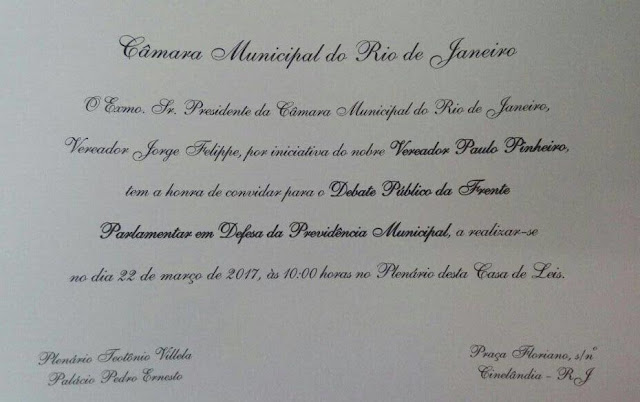 Câmara Municipal do Rio de Janeiro
O Exmo. Sr. Presidente da Câmara Municipal do Rio de Janeiro,
Vereador Jorge Felippe, por iniciativa do nobre Vereador Paulo Pinheiro,
tem a honra de convidar para o Debate Público da Frente
Parlamentar em Defesa da Previdência Municipal, a realizar-se
no dia 22 de março de 2017, às 10:00 horas no Plenário desta Casa de Leis.
Plenário Teotônio Villela
Palácio Pedro Ernesto
Praça Floriano, s/nº
Cinelândia - RJ